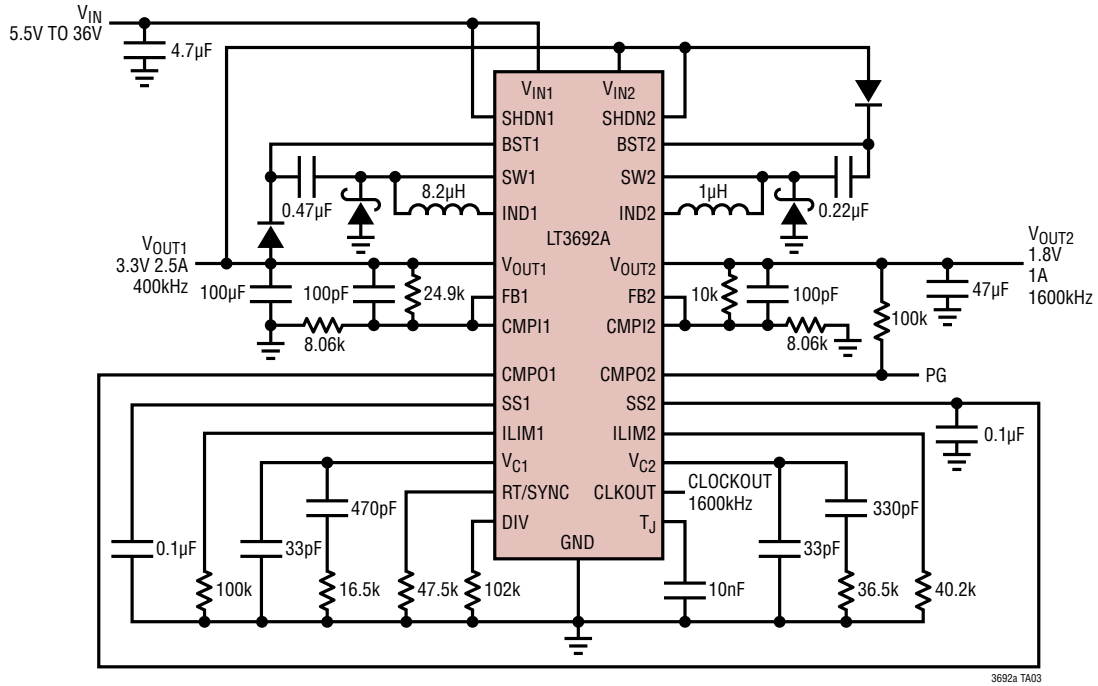 VIN
5.5V TO 36V
4.7µF
VIN1
VIN2
SHDN1
SHDN2
BST1
BST2
SW1
SW2
0.47µF
8.2µH
1µH
0.22µF
IND1
IND2
LT3692A
VOUT1
3.3V 2.5A
400kHz
VOUT1
VOUT2
VOUT2
1.8V
1A
1600kHz
100µF
100pF
24.9k
FB1
FB2
10k
100pF
47µF
8.06k
CMPI1
CMPI2
8.06k
100k
CMPO1
CMPO2
PG
SS1
SS2
ILIM1
ILIM2
0.1µF
VC1
VC2
RT/SYNC
CLKOUT
CLOCKOUT
1600kHz
470pF
330pF
DIV
TJ
GND
0.1µF
33pF
33pF
100k
16.5k
47.5k
102k
10nF
36.5k
40.2k
3692a TA03